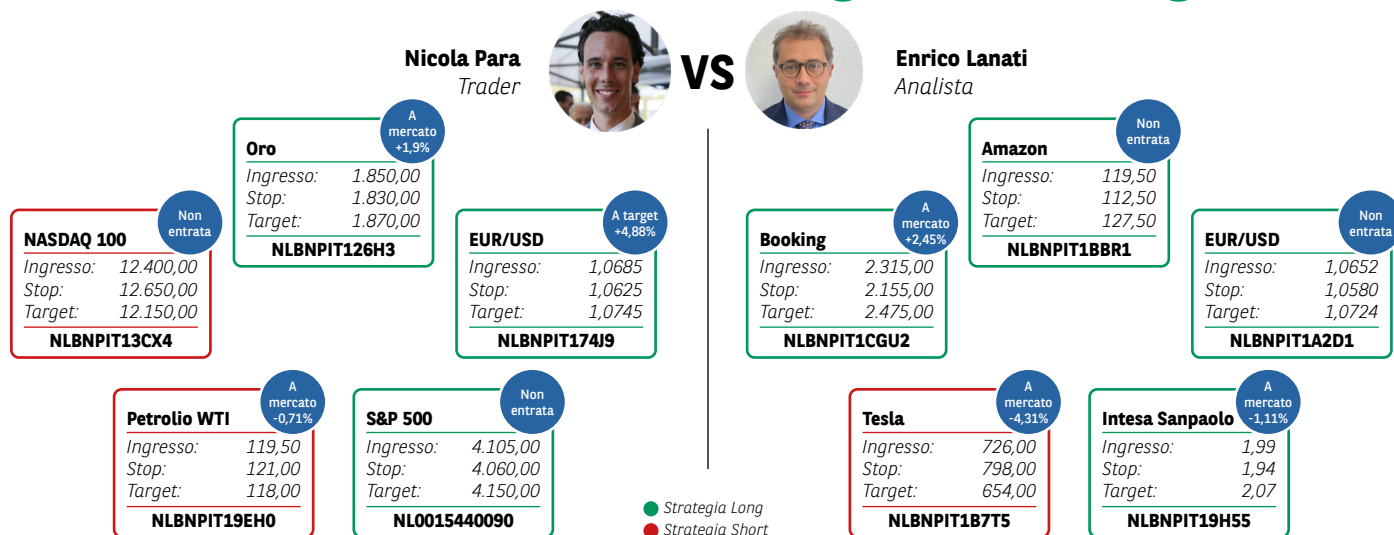 Nicola Para
Trader
VS
Enrico Lanati
Analista
A
mercato
+1,9%
Oro
Ingresso: 1.850,00
Stop: 1.830,00
Target: 1.870,00
NLBNPIT126H3
Non
entrata
NASDAQ 100
Ingresso: 12.400,00
Stop: 12.650,00
Target: 12.150,00
NLBNPIT13CX4
A target
+4,88%
EUR/USD
Ingresso: 1,0685
Stop: 1,0625
Target: 1,0745
NLBNPIT174J9
A
mercato
-0,71%
Petrolio WTI
Ingresso: 119,50
Stop: 121,00
Target: 118,00
NLBNPIT19EH0
Non
entrata
S&P 500
Ingresso: 4.105,00
Stop: 4.060,00
Target: 4.150,00
NL0015440090
Non
entrata
Amazon
Ingresso: 119,50
Stop: 112,50
Target: 127,50
NLBNPIT1BBR1
A
mercato
+2,45%
Booking
Ingresso: 2.315,00
Stop: 2.155,00
Target: 2.475,00
NLBNPIT1CGU2
Non
entrata
EUR/USD
Ingresso: 1,0652
Stop: 1,0580
Target: 1,0724
NLBNPIT1A2D1
A
mercato
-4,31%
Tesla
Ingresso: 726,00
Stop: 798,00
Target: 654,00
NLBNPIT1B7T5
A
mercato
-1,11%
Intesa Sanpaolo
Ingresso: 1,99
Stop: 1,94
Target: 2,07
NLBNPIT19H55
Strategia Long
Strategia Short